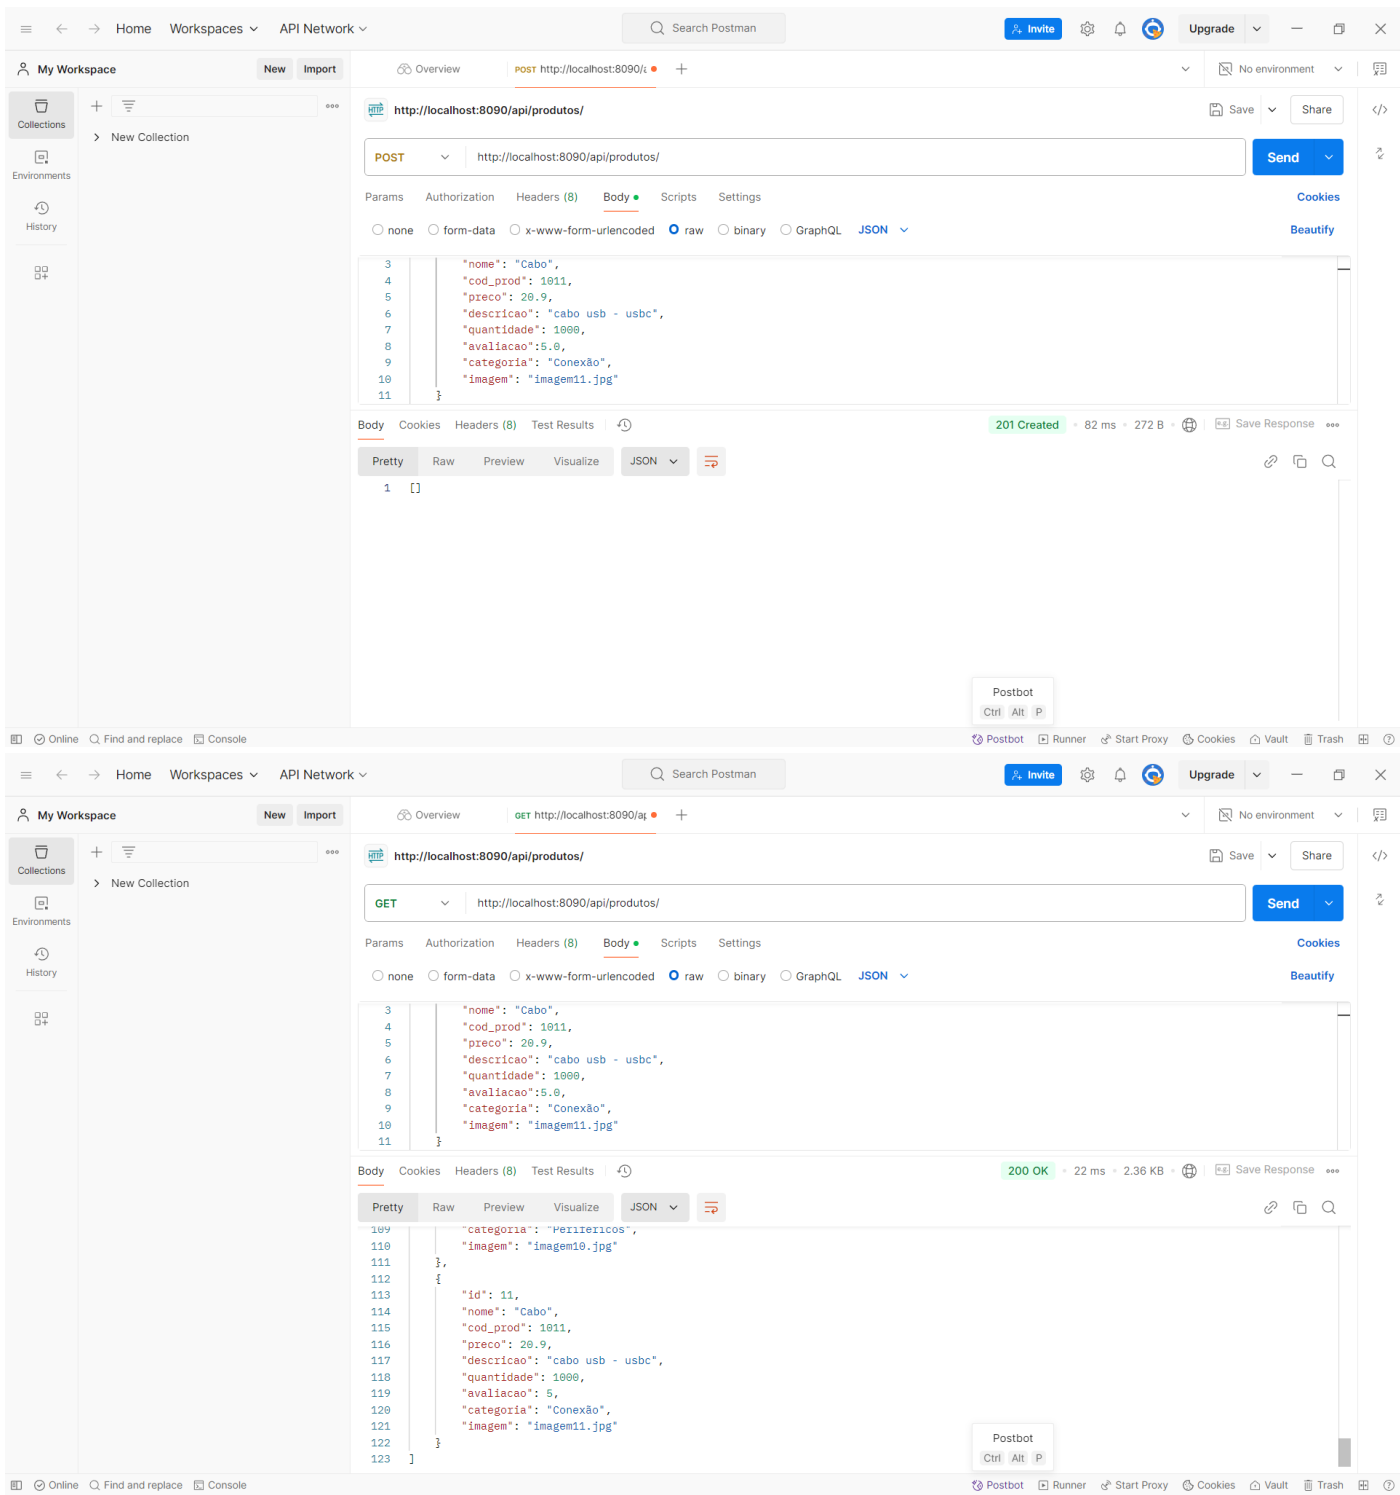 Home Workspaces API Network Search Postman Invite Upgrade
My Workspace New Import Overview POST http://localhost:8090/a No environment
Collections
New Collection
http://localhost:8090/api/produtos/ Save Share
POST http://localhost:8090/api/produtos/ Send
Environments
History
Params Authorization Headers (8) Body Scripts Settings Cookies
none form-data x-www-form-urlencoded raw binary GraphQL JSON Beautify
3 "nome": "Cabo",
4 "cod_prod": 1011,
5 "preco": 20.9,
6 "descricao": "cabo usb - usbc",
7 "quantidade": 1000,
8 "avaliacao":5.0,
9 "categoria": "Conexão",
10 "imagem": "imagem11.jpg"
11 }
Body Cookies Headers (8) Test Results 201 Created 82 ms 272 B e.g. Save Response
Pretty Raw Preview Visualize JSON
1 []
Postbot
Ctrl Alt P
Online Find and replace Console Postbot Runner Start Proxy Cookies Vault Trash
Home Workspaces API Network Search Postman Invite Upgrade
My Workspace New Import Overview GET http://localhost:8090/ap No environment
Collections
New Collection
http://localhost:8090/api/produtos/ Save Share
GET http://localhost:8090/api/produtos/ Send
Environments
History
Params Authorization Headers (8) Body Scripts Settings Cookies
none form-data x-www-form-urlencoded raw binary GraphQL JSON Beautify
3 "nome": "Cabo",
4 "cod_prod": 1011,
5 "preco": 20.9,
6 "descricao": "cabo usb - usbc",
7 "quantidade": 1000,
8 "avaliacao":5.0,
9 "categoria": "Conexão",
10 "imagem": "imagem11.jpg"
11 }
Body Cookies Headers (8) Test Results 200 OK 22 ms 2.36 KB e.g. Save Response
Pretty Raw Preview Visualize JSON
109 "categoria": "Periféricos",
110 "imagem": "imagem10.jpg"
111 },
112 {
113 "id": 11,
114 "nome": "Cabo",
115 "cod_prod": 1011,
116 "preco": 20.9,
117 "descricao": "cabo usb - usbc",
118 "quantidade": 1000,
119 "avaliacao": 5,
120 "categoria": "Conexão",
121 "imagem": "imagem11.jpg"
122 }
123 ]
Postbot
Ctrl Alt P
Online Find and replace Console Postbot Runner Start Proxy Cookies Vault Trash